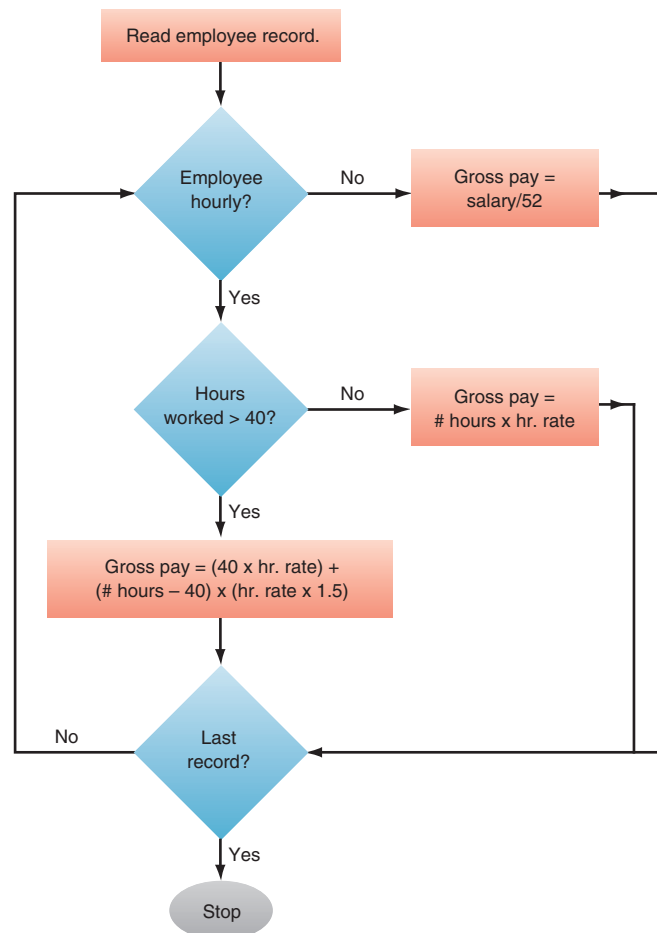 Read employee record.
Employee
hourly?
No
Gross pay =
salary/52
Yes
Hours
worked > 40?
No
Gross pay =
# hours x hr. rate
Yes
Gross pay = (40 x hr. rate) +
(# hours – 40) x (hr. rate x 1.5)
No
Last
record?
Yes
Stop